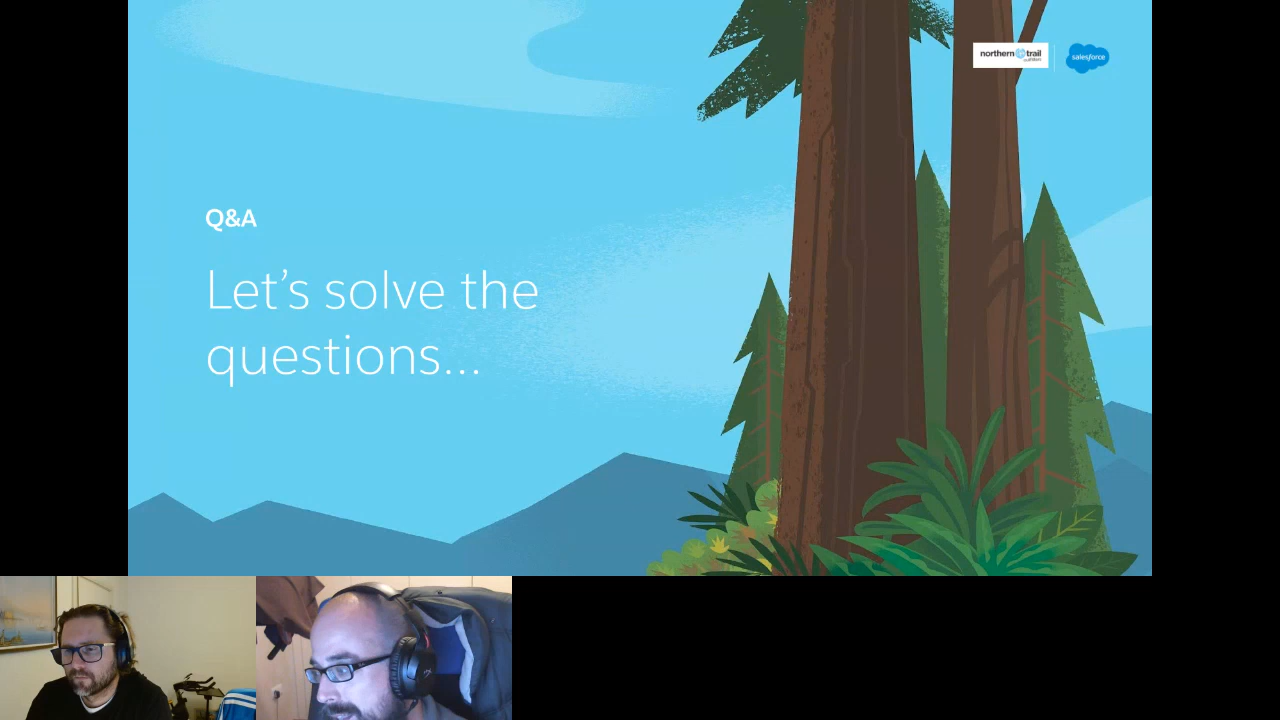 northern trail
salesforce
Q&A
Let’s solve the
questions...